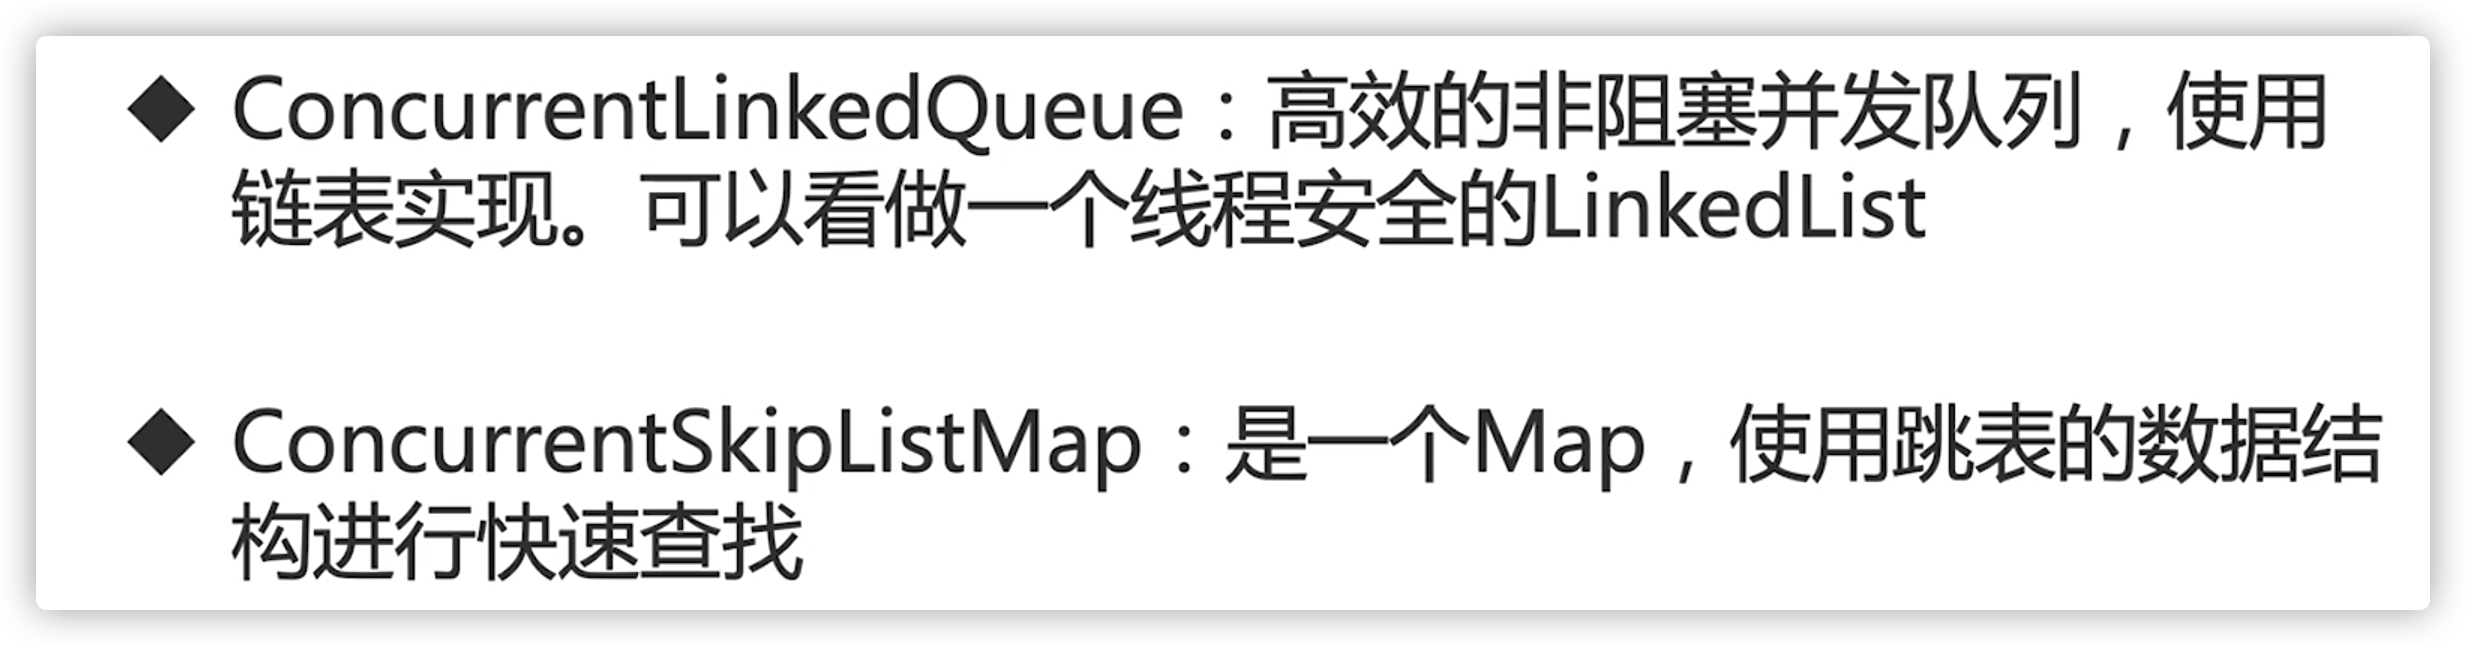 ◆ ConcurrentLinkedQueue：高效的非阻塞并发队列，使用
链表实现。可以看做一个线程安全的LinkedList
◆ ConcurrentSkipListMap：是一个Map，使用跳表的数据结
构进行快速查找